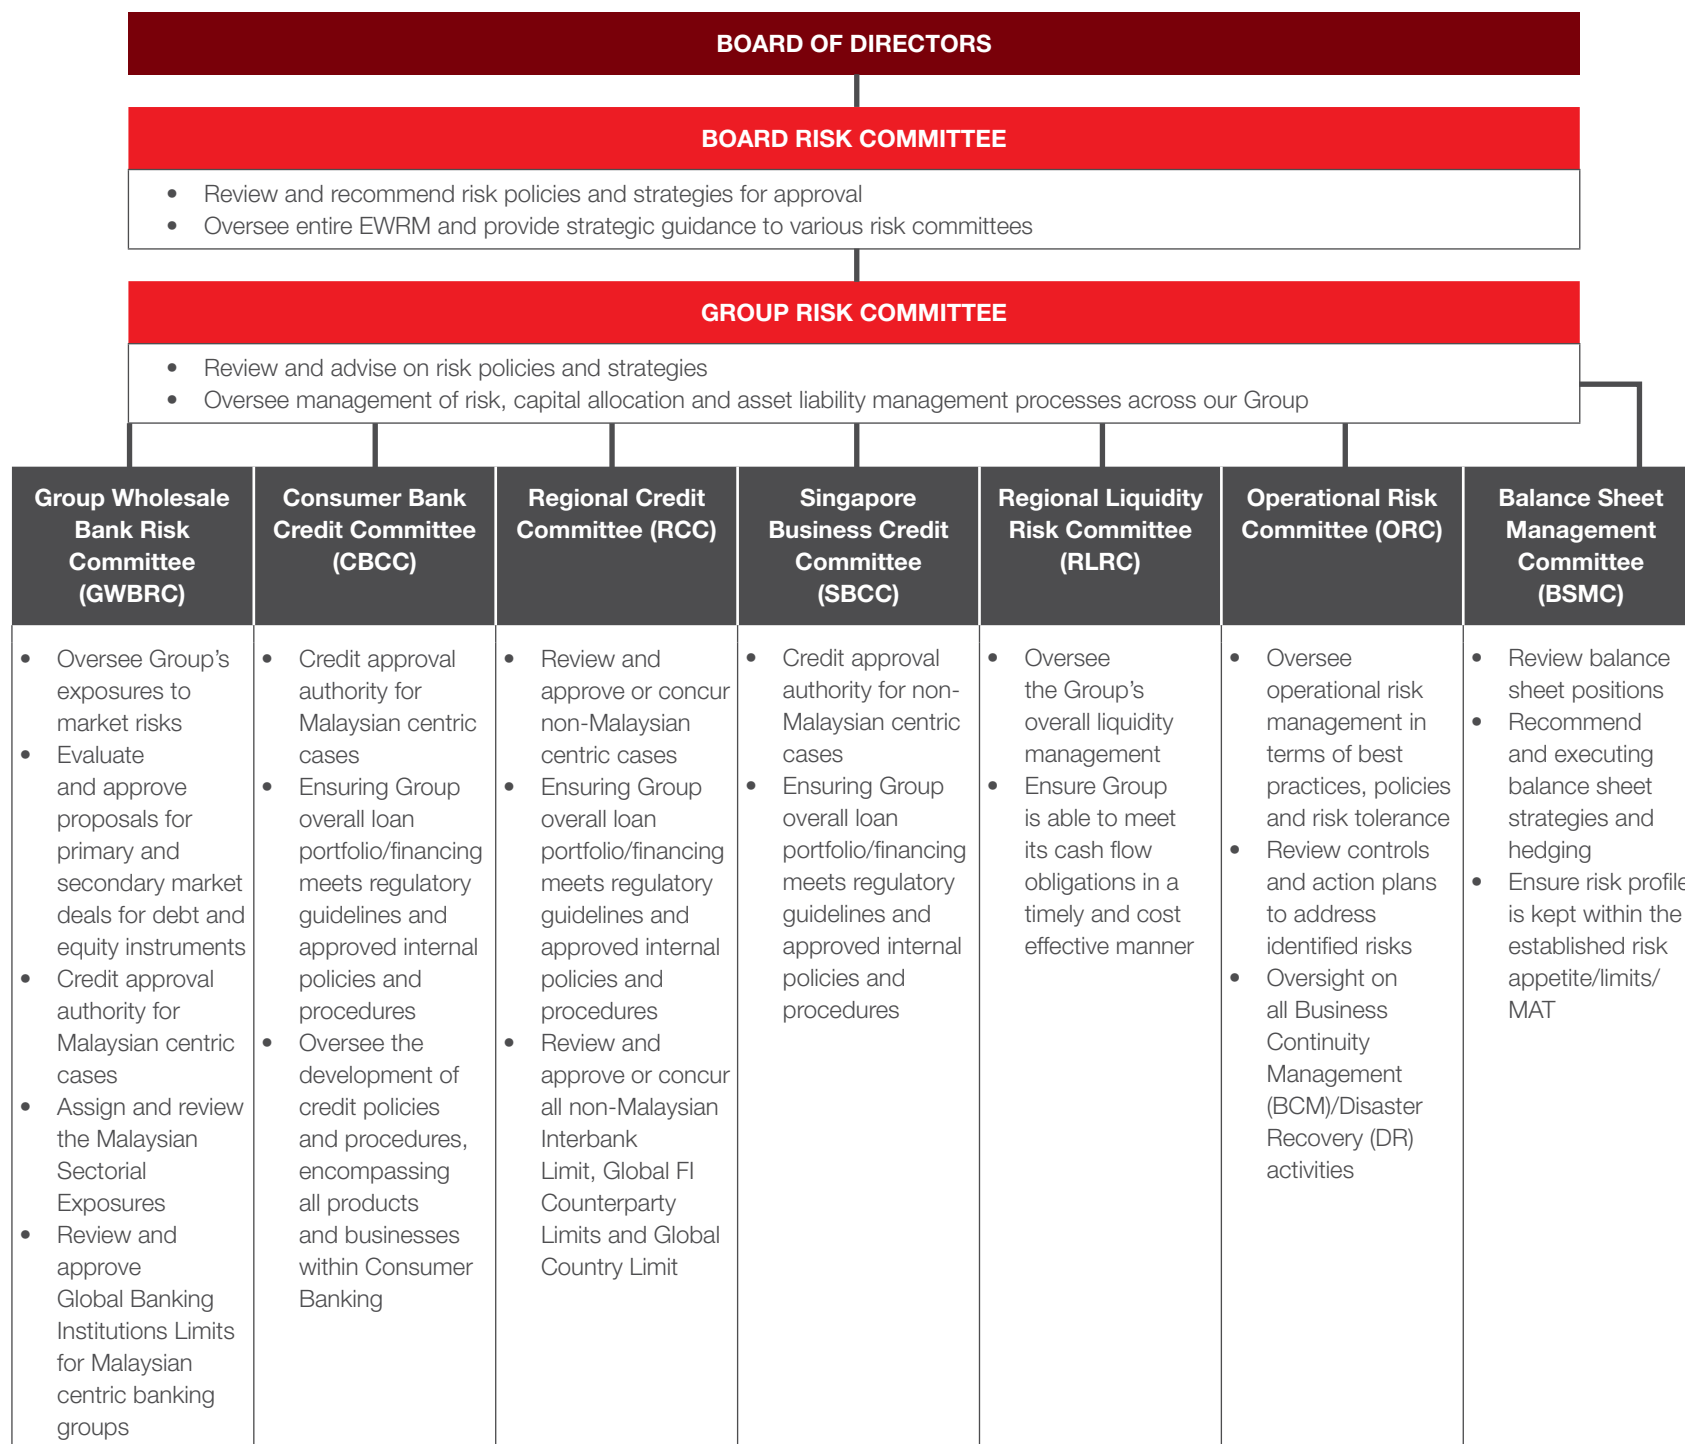 BOARD OF DIRECTORS
BOARD RISK COMMITTEE
• Review and recommend risk policies and strategies for approval
• Oversee entire EWRM and provide strategic guidance to various risk committees
GROUP RISK COMMITTEE
• Review and advise on risk policies and strategies
• Oversee management of risk, capital allocation and asset liability management processes across our Group
Group Wholesale
Bank Risk
Committee
(GWBRC)
• Oversee Group’s
exposures to
market risks
• Evaluate
and approve
proposals for
primary and
secondary market
deals for debt and
equity instruments
• Credit approval
authority for
Malaysian centric
cases
• Assign and review
the Malaysian
Sectorial
Exposures
• Review and
approve
Global Banking
Institutions Limits
for Malaysian
centric banking
groups
Consumer Bank
Credit Committee
(CBCC)
• Credit approval
authority for
Malaysian centric
cases
• Ensuring Group
overall loan
portfolio/financing
meets regulatory
guidelines and
approved internal
policies and
procedures
• Oversee the
development of
credit policies
and procedures,
encompassing
all products
and businesses
within Consumer
Banking
Regional Credit
Committee (RCC)
• Review and
approve or concur
non-Malaysian
centric cases
• Ensuring Group
overall loan
portfolio/financing
meets regulatory
guidelines and
approved internal
policies and
procedures
• Review and
approve or concur
all non-Malaysian
Interbank
Limit, Global FI
Counterparty
Limits and Global
Country Limit
Singapore
Business Credit
Committee
(SBCC)
• Credit approval
authority for non-
Malaysian centric
cases
• Ensuring Group
overall loan
portfolio/financing
meets regulatory
guidelines and
approved internal
policies and
procedures
Regional Liquidity
Risk Committee
(RLRC)
• Oversee
the Group’s
overall liquidity
management
• Ensure Group
is able to meet
its cash flow
obligations in a
timely and cost
effective manner
Operational Risk
Committee (ORC)
• Oversee
operational risk
management in
terms of best
practices, policies
and risk tolerance
• Review controls
and action plans
to address
identified risks
• Oversight on
all Business
Continuity
Management
(BCM)/Disaster
Recovery (DR)
activities
Balance Sheet
Management
Committee
(BSMC)
• Review balance
sheet positions
• Recommend
and executing
balance sheet
strategies and
hedging
• Ensure risk profile
is kept within the
established risk
appetite/limits/
MAT